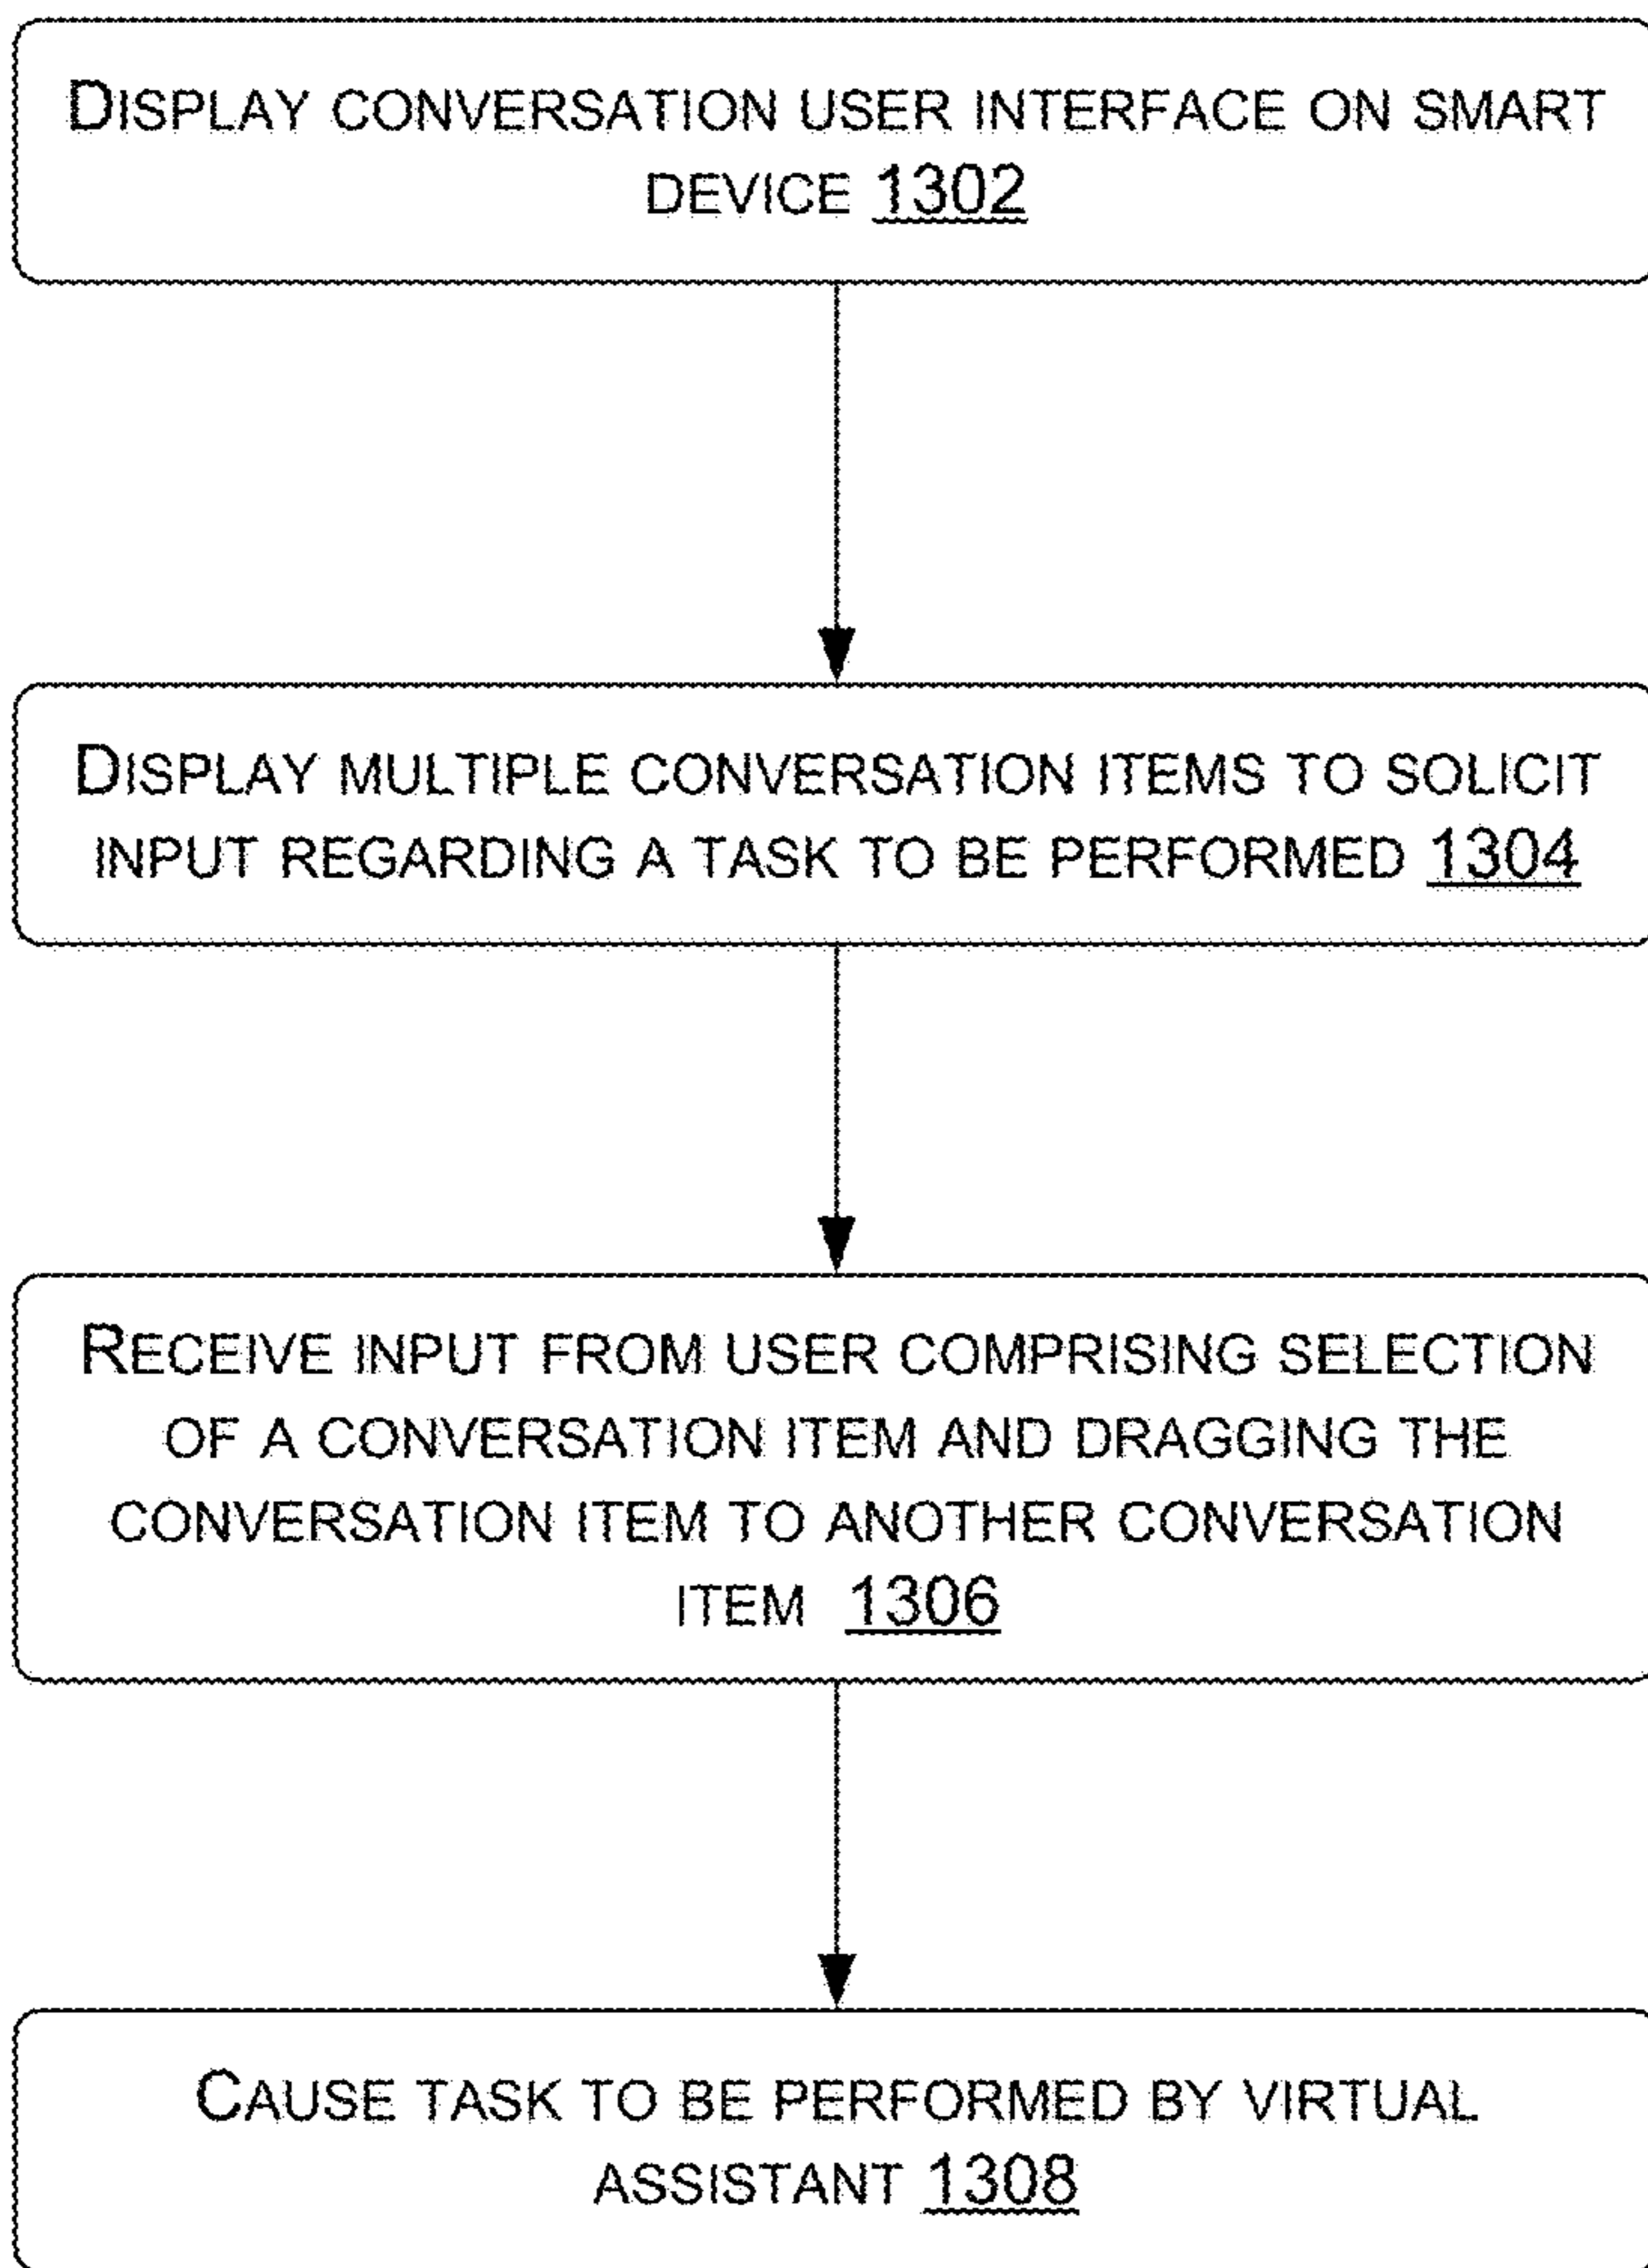 DISPLAY CONVERSATION USER INTERFACE ON SMART
DEVICE 1302
DISPLAY MULTIPLE CONVERSATION ITEMS TO SOLICIT
INPUT REGARDING A TASK TO BE PERFORMED 1304
RECEIVE INPUT FROM USER COMPRISING SELECTION
OF A CONVERSATION ITEM AND DRAGGING THE
CONVERSATION ITEM TO ANOTHER CONVERSATION
ITEM 1306
CAUSE TASK TO BE PERFORMED BY VIRTUAL
ASSISTANT 1308